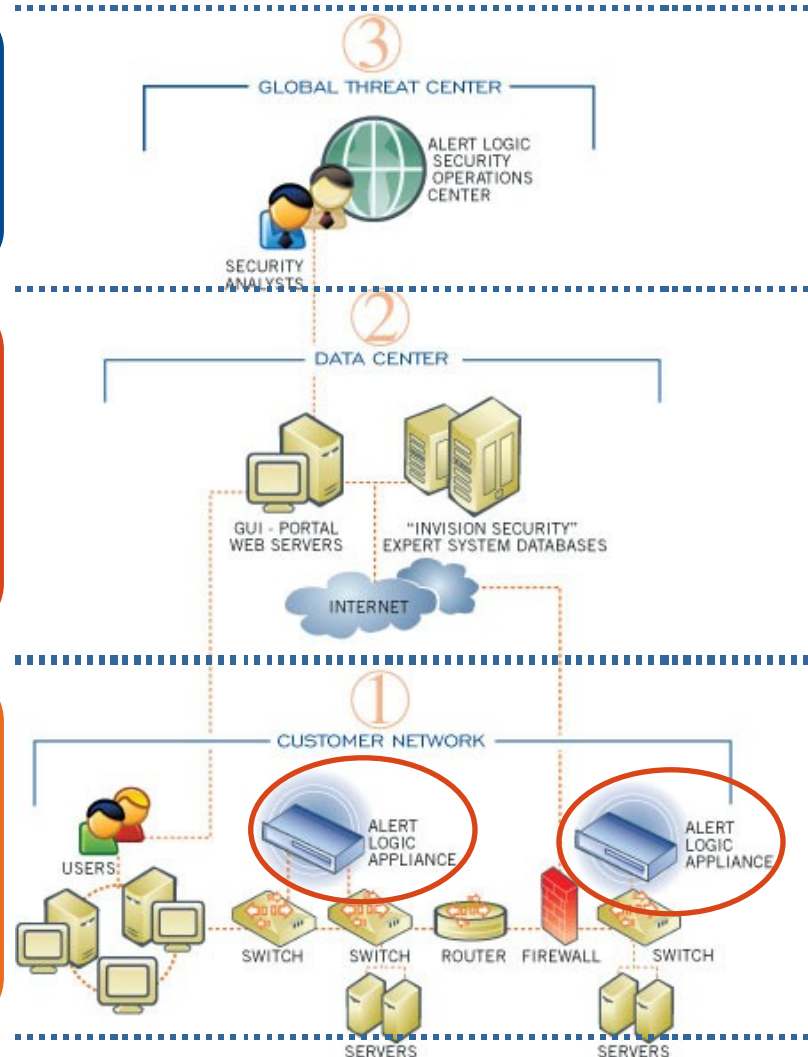 3
GLOBAL THREAT CENTER
ALERT LOGIC
SECURITY
OPERATIONS
CENTER
SECURITY
ANALYSTS
2
DATA CENTER
GUI - PORTAL
WEB SERVERS
"INVISION SECURITY"
EXPERT SYSTEM DATABASES
INTERNET
1
CUSTOMER NETWORK
ALERT
LOGIC
APPLIANCE
ALERT
LOGIC
APPLIANCE
USERS
SWITCH
SWITCH
ROUTER
FIREWALL
SWITCH
SERVERS
SERVERS